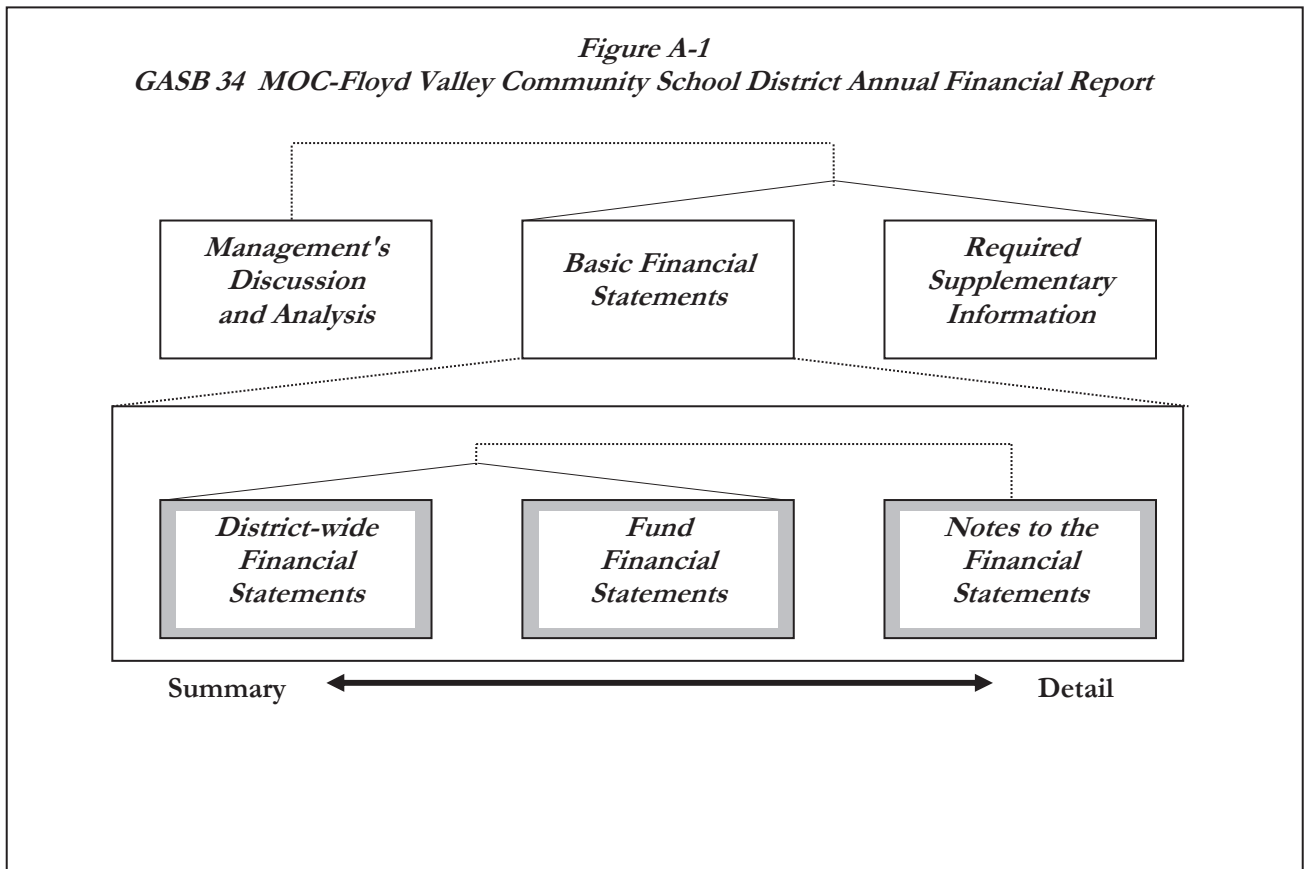 Figure A-1
GASB 34 MOC-Floyd Valley Community School District Annual Financial Report
Management's
Discussion
and Analysis
Basic Financial
Statements
Required
Supplementary
Information
District-wide
Financial
Statements
Fund
Financial
Statements
Notes to the
Financial
Statements
Summary
Detail